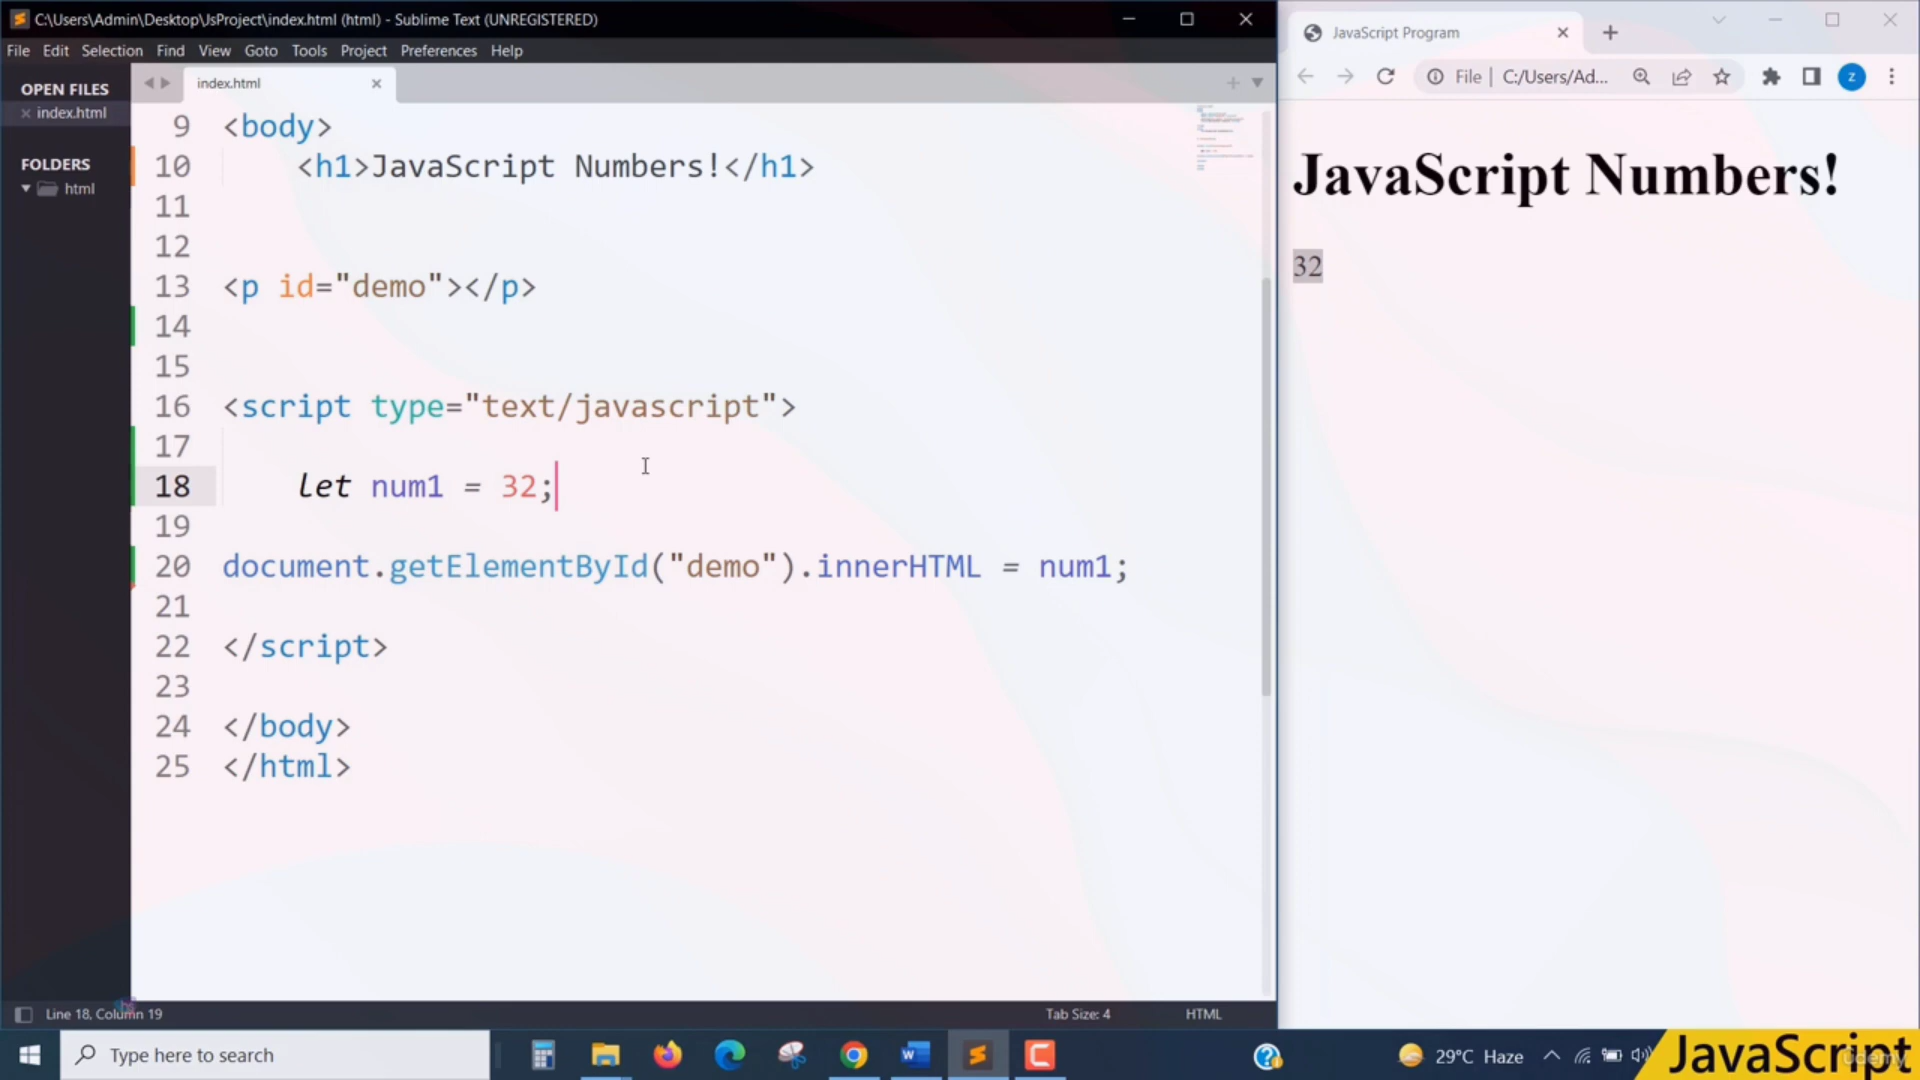 C:\Users\Admin\Desktop\JsProject\index.html (html) - Sublime Text (UNREGISTERED)
File Edit Selection Find View Goto Tools Project Preferences Help
OPEN FILES
index.html
FOLDERS
html
index.html
9 <body>
10 <h1>JavaScript Numbers!</h1>
11
12
13 <p id="demo"></p>
14
15
16 <script type="text/javascript">
17
18 let num1 = 32;
19
20 document.getElementById("demo").innerHTML = num1;
21
22 </script>
23
24 </body>
25 </html>
Line 18, Column 19
Tab Size: 4
HTML
JavaScript Program
File | C:/Users/Ad...
z
JavaScript Numbers!
32
Type here to search
29°C Haze
JavaScript
udemy